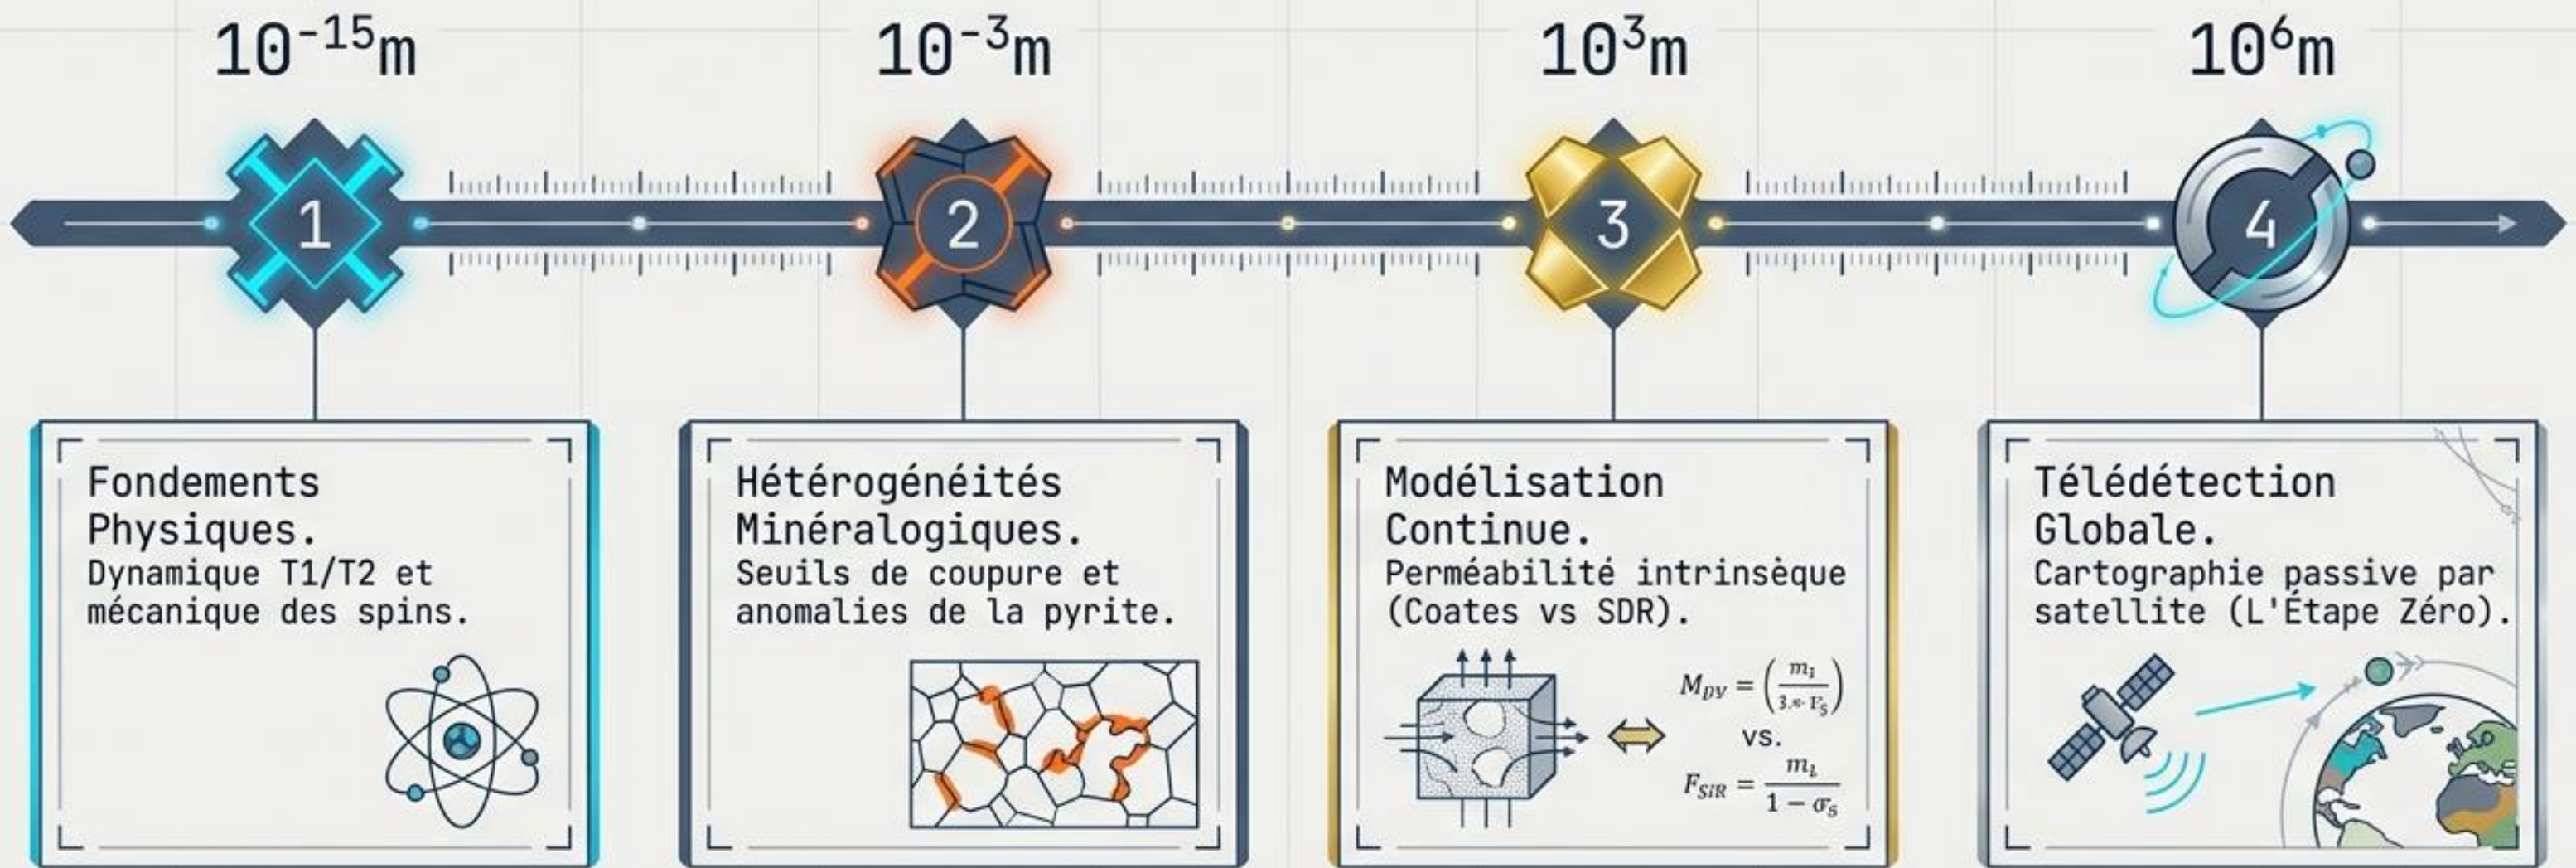 10⁻¹⁵m
10⁻³m
10³m
10⁶m
1
2
3
4
Fondements
Physiques.
Dynamique T1/T2 et
mécanique des spins.
Hétérogénéités
Minéralogiques.
Seuils de coupure et
anomalies de la pyrite.
Modélisation
Continue.
Perméabilité intrinsèque
(Coates vs SDR).
vs.
Télédétection
Globale.
Cartographie passive par
satellite (L'Étape Zéro).